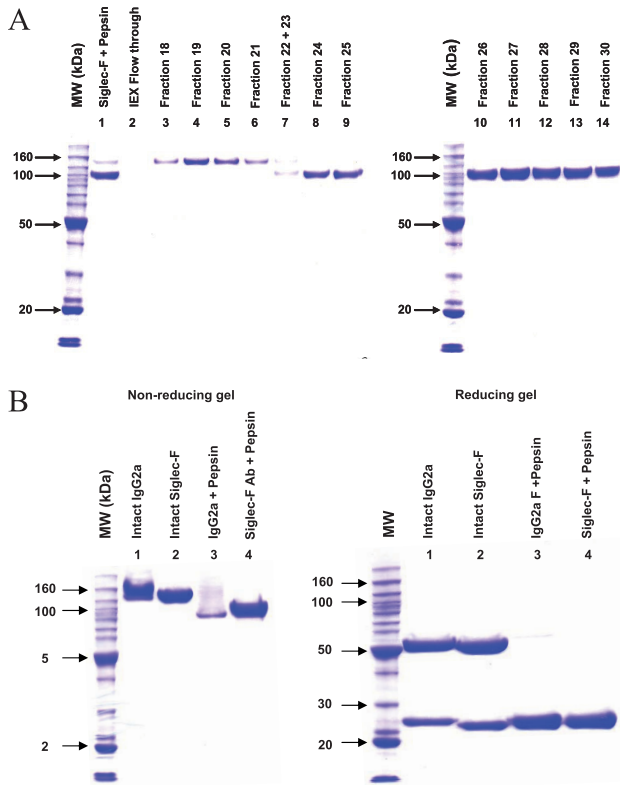 A
MW (kDa)
Siglec-F + Pepsin
IEX Flow through
Fraction 18
Fraction 19
Fraction 20
Fraction 21
Fraction 22 + 23
Fraction 24
Fraction 25
1 2 3 4 5 6 7 8 9
160
100
50
20
MW (kDa)
Fraction 26
Fraction 27
Fraction 28
Fraction 29
Fraction 30
10 11 12 13 14
160
100
50
20
B
Non-reducing gel
MW (kDa)
Intact IgG2a
Intact Siglec-F
IgG2a + Pepsin
Siglec-F Ab + Pepsin
1 2 3 4
160
100
5
2
Reducing gel
MW
Intact IgG2a
Intact Siglec-F
IgG2a F +Pepsin
Siglec-F + Pepsin
1 2 3 4
160
100
50
30
20